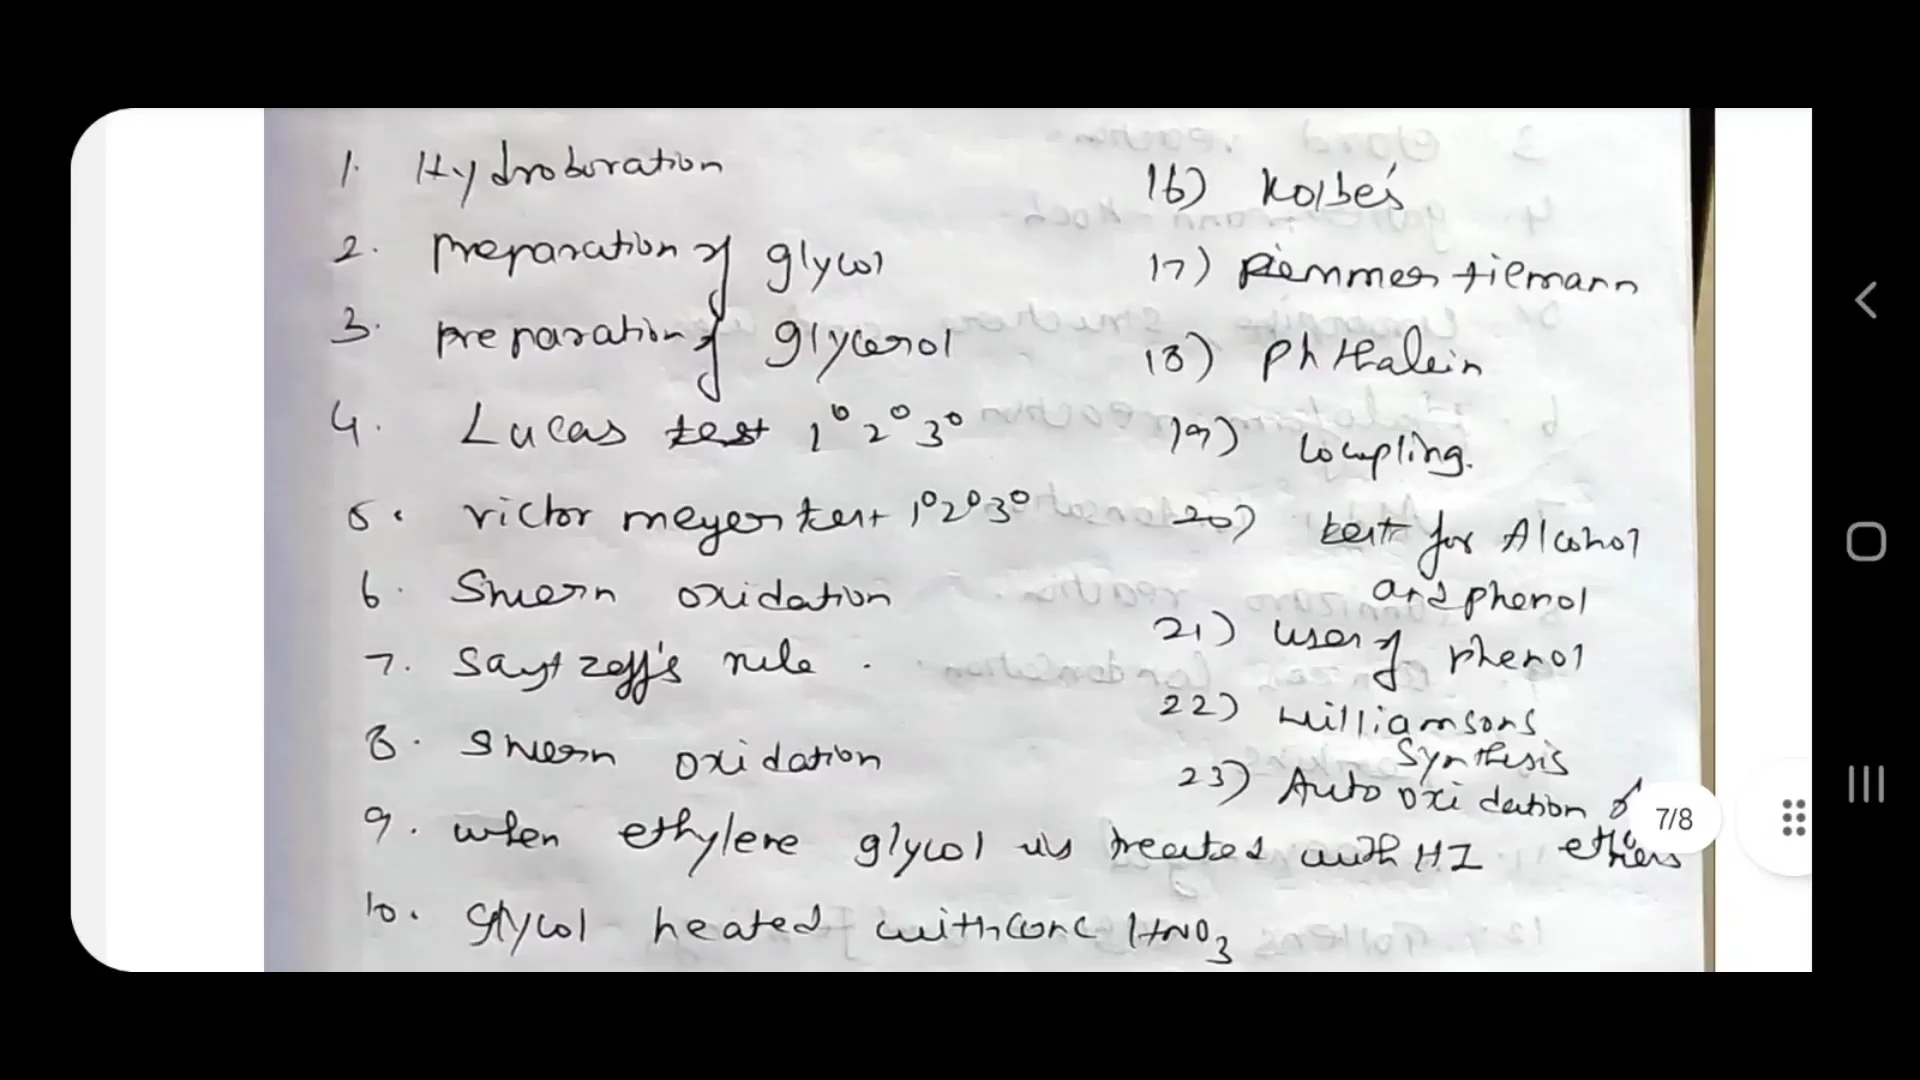 1. Hydroboration
2. preparation of glycol
3. preparation of glycerol
4. Lucas test 1° 2° 3°
5. victor meyer test 1° 2° 3°
6. Swern oxidation
7. Saytzeff's rule.
8. Swern oxidation
9. when ethylene glycol is treated with HI
10. Glycol heated with conc HNO3
16) Kolbe's
17) Riemmer tiemann
18) Phthalein
19) Coupling.
20) test for Alcohol
and phenol
21) uses of phenol
22) williamsons
Synthesis
23) Auto oxidation of
ethers
7/8